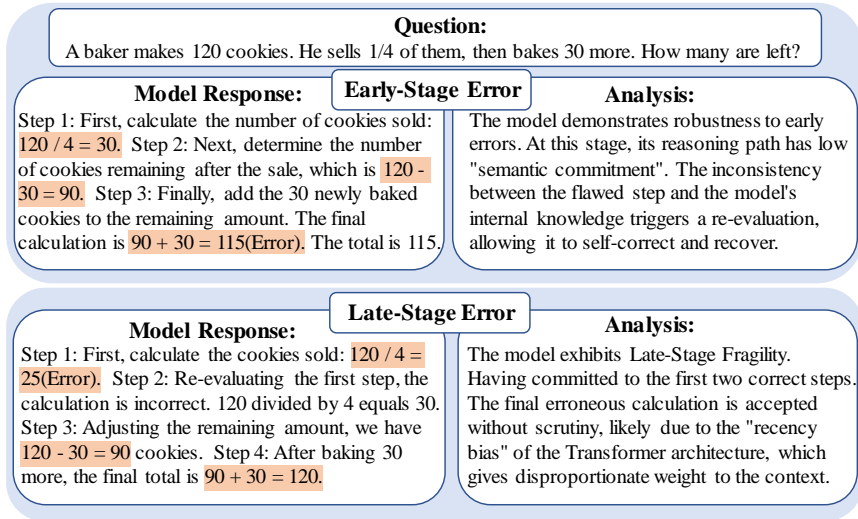 Question:
A baker makes 120 cookies. He sells 1/4 of them, then bakes 30 more. How many are left?
Early-Stage Error
Model Response:
Step 1: First, calculate the number of cookies sold:
120 / 4 = 30. Step 2: Next, determine the number
of cookies remaining after the sale, which is 120 -
30 = 90. Step 3: Finally, add the 30 newly baked
cookies to the remaining amount. The final
calculation is 90 + 30 = 115(Error). The total is 115.
Analysis:
The model demonstrates robustness to early
errors. At this stage, its reasoning path has low
"semantic commitment". The inconsistency
between the flawed step and the model's
internal knowledge triggers a re-evaluation,
allowing it to self-correct and recover.
Late-Stage Error
Model Response:
Step 1: First, calculate the cookies sold: 120 / 4 =
25(Error). Step 2: Re-evaluating the first step, the
calculation is incorrect. 120 divided by 4 equals 30.
Step 3: Adjusting the remaining amount, we have
120 - 30 = 90 cookies. Step 4: After baking 30
more, the final total is 90 + 30 = 120.
Analysis:
The model exhibits Late-Stage Fragility.
Having committed to the first two correct steps.
The final erroneous calculation is accepted
without scrutiny, likely due to the "recency
bias" of the Transformer architecture, which
gives disproportionate weight to the context.